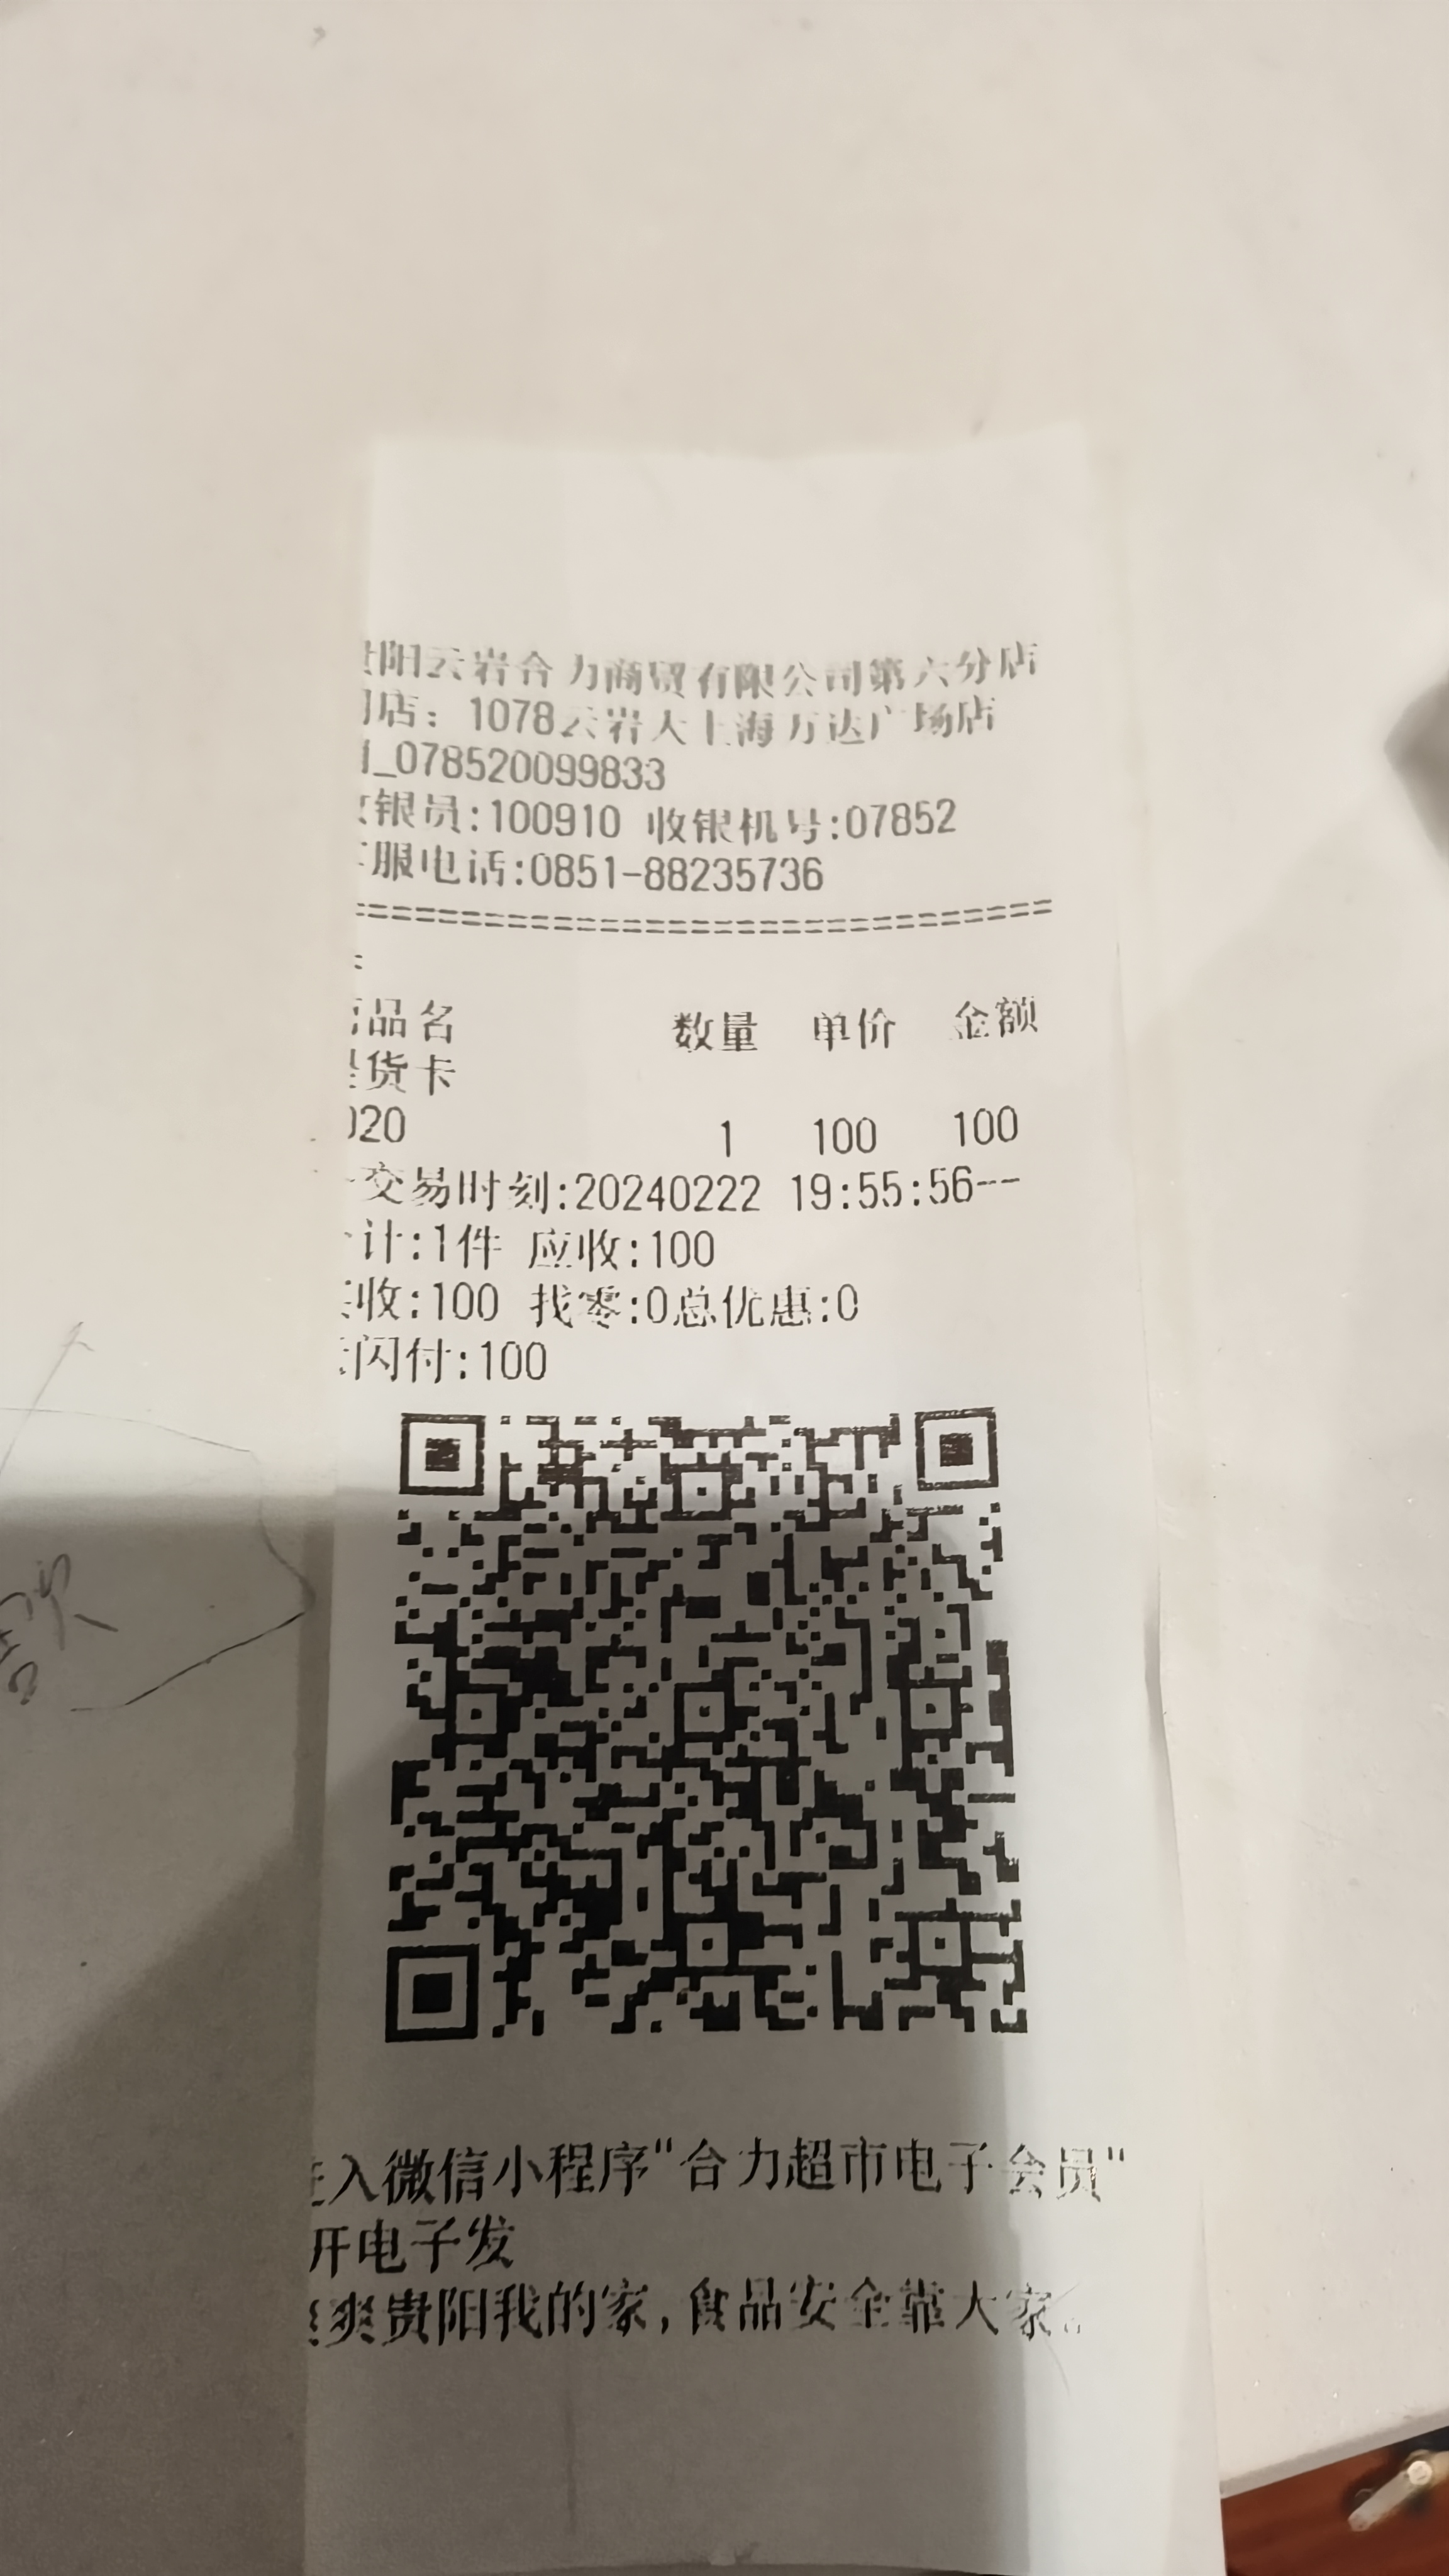 阳云岩合力商贸有限公司第六分店
店：1078云岩大上海万达广场店
_078520099833
银员:100910 收银机号:07852
服电话:0851-88235736
==================================
=
品名 数量 单价 金额
货卡
020 1 100 100
-交易时刻:20240222 19:55:56--
计:1件 应收:100
收:100 找零:0总优惠:0
闪付:100
入微信小程序"合力超市电子会员"
开电子发
爽贵阳我的家,食品安全靠大家。